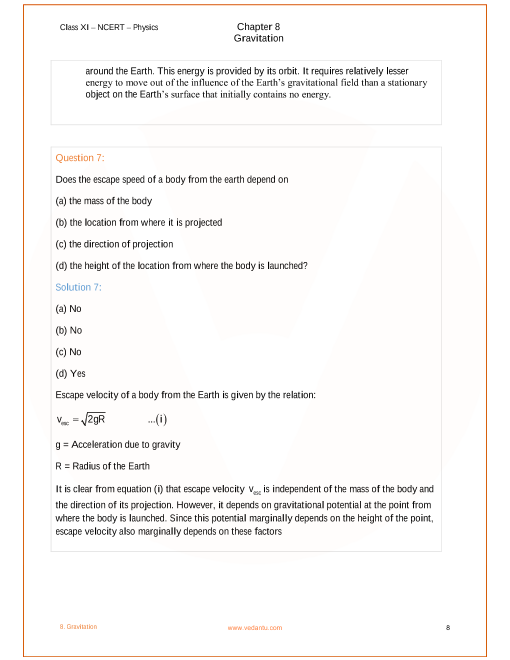 Class XI – NCERT – Physics
Chapter 8
Gravitation
around the Earth. This energy is provided by its orbit. It requires relatively lesser
energy to move out of the influence of the Earth's gravitational field than a stationary
object on the Earth's surface that initially contains no energy.
Question 7:
Does the escape speed of a body from the earth depend on
(a) the mass of the body
(b) the location from where it is projected
(c) the direction of projection
(d) the height of the location from where the body is launched?
Solution 7:
(a) No
(b) No
(c) No
(d) Yes
Escape velocity of a body from the Earth is given by the relation:
v_esc = √2gR ...(i)
g = Acceleration due to gravity
R = Radius of the Earth
It is clear from equation (i) that escape velocity v_esc is independent of the mass of the body and
the direction of its projection. However, it depends on gravitational potential at the point from
where the body is launched. Since this potential marginally depends on the height of the point,
escape velocity also marginally depends on these factors
8. Gravitation
www.vedantu.com
8